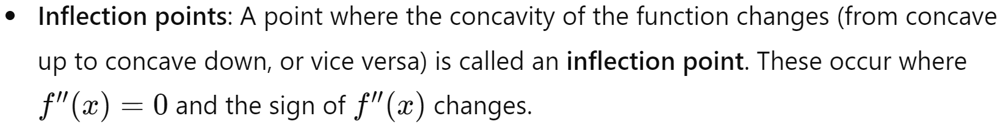 • Inflection points: A point where the concavity of the function changes (from concave
up to concave down, or vice versa) is called an inflection point. These occur where
f″(x) = 0 and the sign of f″(x) changes.